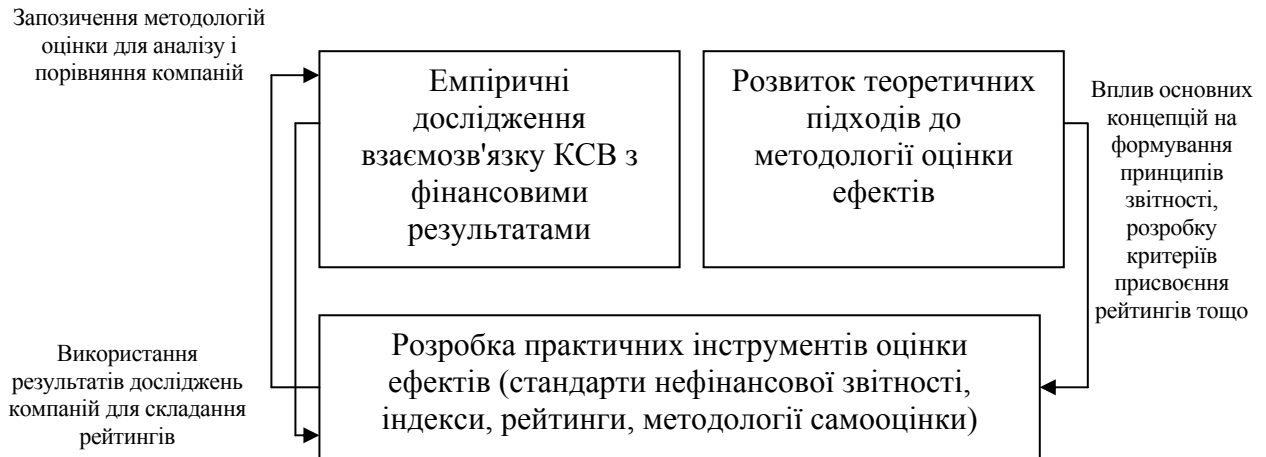 Запозичення методологій
оцінки для аналізу і
порівняння компаній
Емпіричні
дослідження
взаємозв'язку КСВ з
фінансовими
результатами
Розвиток теоретичних
підходів до
методології оцінки
ефектів
Вплив основних
концепцій на
формування
принципів
звітності,
розробку
критеріїв
присвоєння
рейтингів тощо
Використання
результатів досліджень
компаній для складання
рейтингів
Розробка практичних інструментів оцінки
ефектів (стандарти нефінансової звітності,
індекси, рейтинги, методології самооцінки)